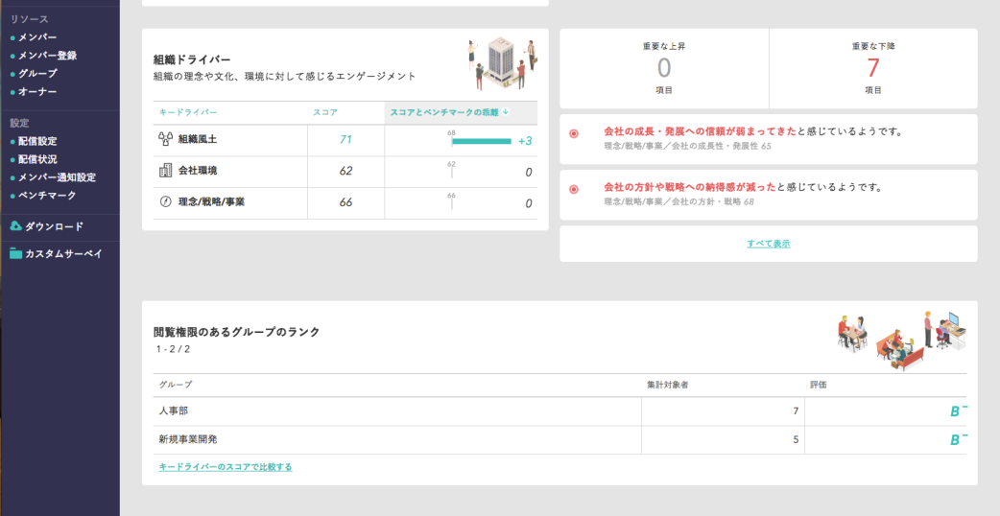 リソース
メンバー
メンバー登録
グループ
オーナー
設定
配信設定
配信状況
メンバー通知設定
ベンチマーク
ダウンロード
カスタムサーベイ
組織ドライバー
組織の理念や文化、環境に対して感じるエンゲージメント
キードライバー スコア スコアとベンチマークの乖離
組織風土 71 68 +3
会社環境 62 62 0
理念/戦略/事業 66 66 0
重要な上昇
0
項目
重要な下降
7
項目
会社の成長・発展への信頼が弱まってきたと感じているようです。
理念/戦略/事業／会社の成長性・発展性 65
会社の方針や戦略への納得感が減ったと感じているようです。
理念/戦略/事業／会社の方針・戦略 68
すべて表示
閲覧権限のあるグループのランク
1 - 2 / 2
グループ 集計対象者 評価
人事部 7 B−
新規事業開発 5 B−
キードライバーのスコアで比較する